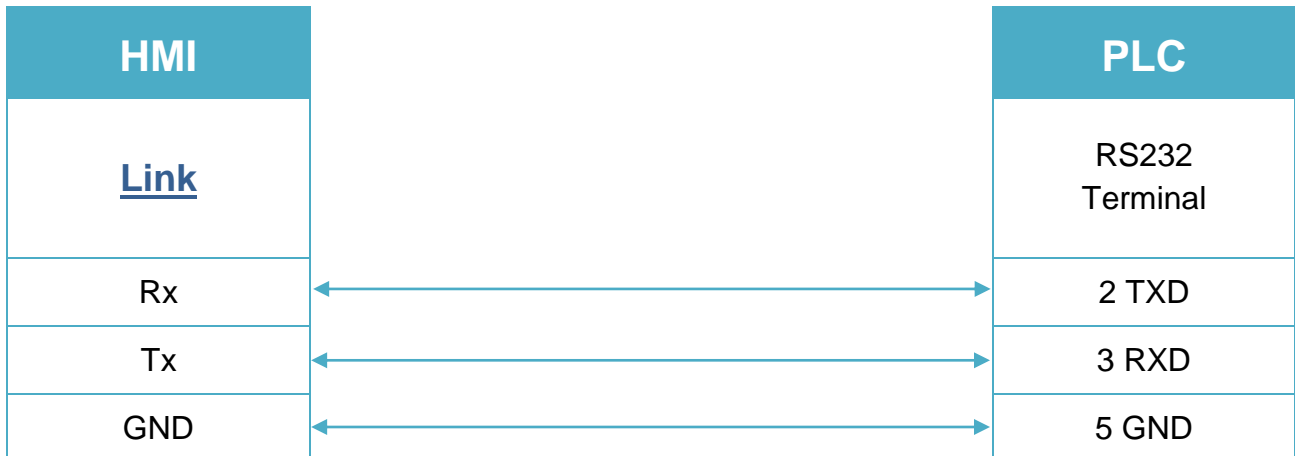 HMI
PLC
Link
RS232
Terminal
Rx
2 TXD
Tx
3 RXD
GND
5 GND